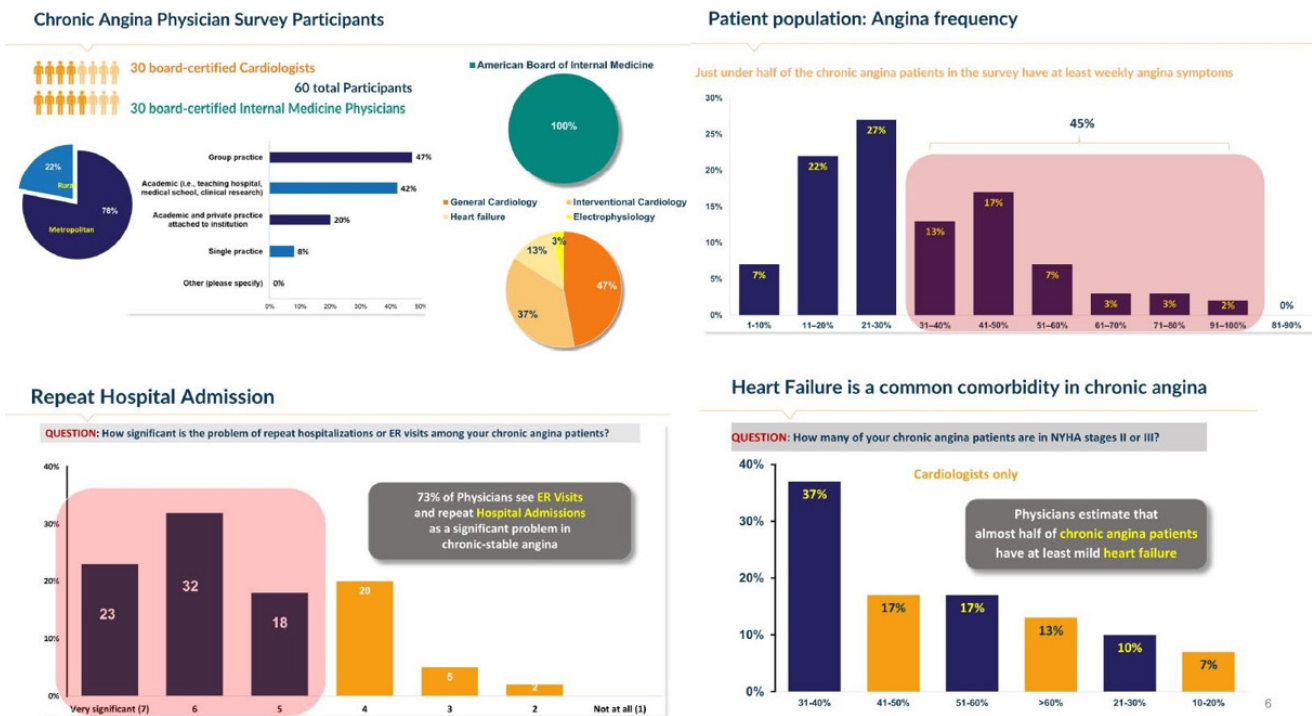 Chronic Angina Physician Survey Participants
30 board-certified Cardiologists
60 total Participants
30 board-certified Internal Medicine Physicians
22%
Rural
78%
Metropolitan
Group practice
47%
Academic (i.e., teaching hospital,
medical school, clinical research)
42%
Academic and private practice
attached to institution
20%
Single practice
8%
Other (please specify)
0%
0% 10% 20% 30% 40% 50%
American Board of Internal Medicine
100%
General Cardiology Interventional Cardiology
Heart failure Electrophysiology
3%
13%
47%
37%
Patient population: Angina frequency
Just under half of the chronic angina patients in the survey have at least weekly angina symptoms
30%
25%
20%
15%
10%
5%
0%
45%
7% 22% 27% 13% 17% 7% 3% 3% 2% 0%
1-10% 11–20% 21-30% 31–40% 41-50% 51–60% 61–70% 71–80% 91–100% 81-90%
Repeat Hospital Admission
QUESTION: How significant is the problem of repeat hospitalizations or ER visits among your chronic angina patients?
40%
30%
20%
10%
0%
73% of Physicians see ER Visits
and repeat Hospital Admissions
as a significant problem in
chronic-stable angina
23 32 18 20 5 2
Very significant (7) 6 5 4 3 2 Not at all (1)
Heart Failure is a common comorbidity in chronic angina
QUESTION: How many of your chronic angina patients are in NYHA stages II or III?
Cardiologists only
40%
30%
20%
10%
0%
Physicians estimate that
almost half of chronic angina patients
have at least mild heart failure
37% 17% 17% 13% 10% 7%
31-40% 41-50% 51-60% >60% 21-30% 10-20%
6